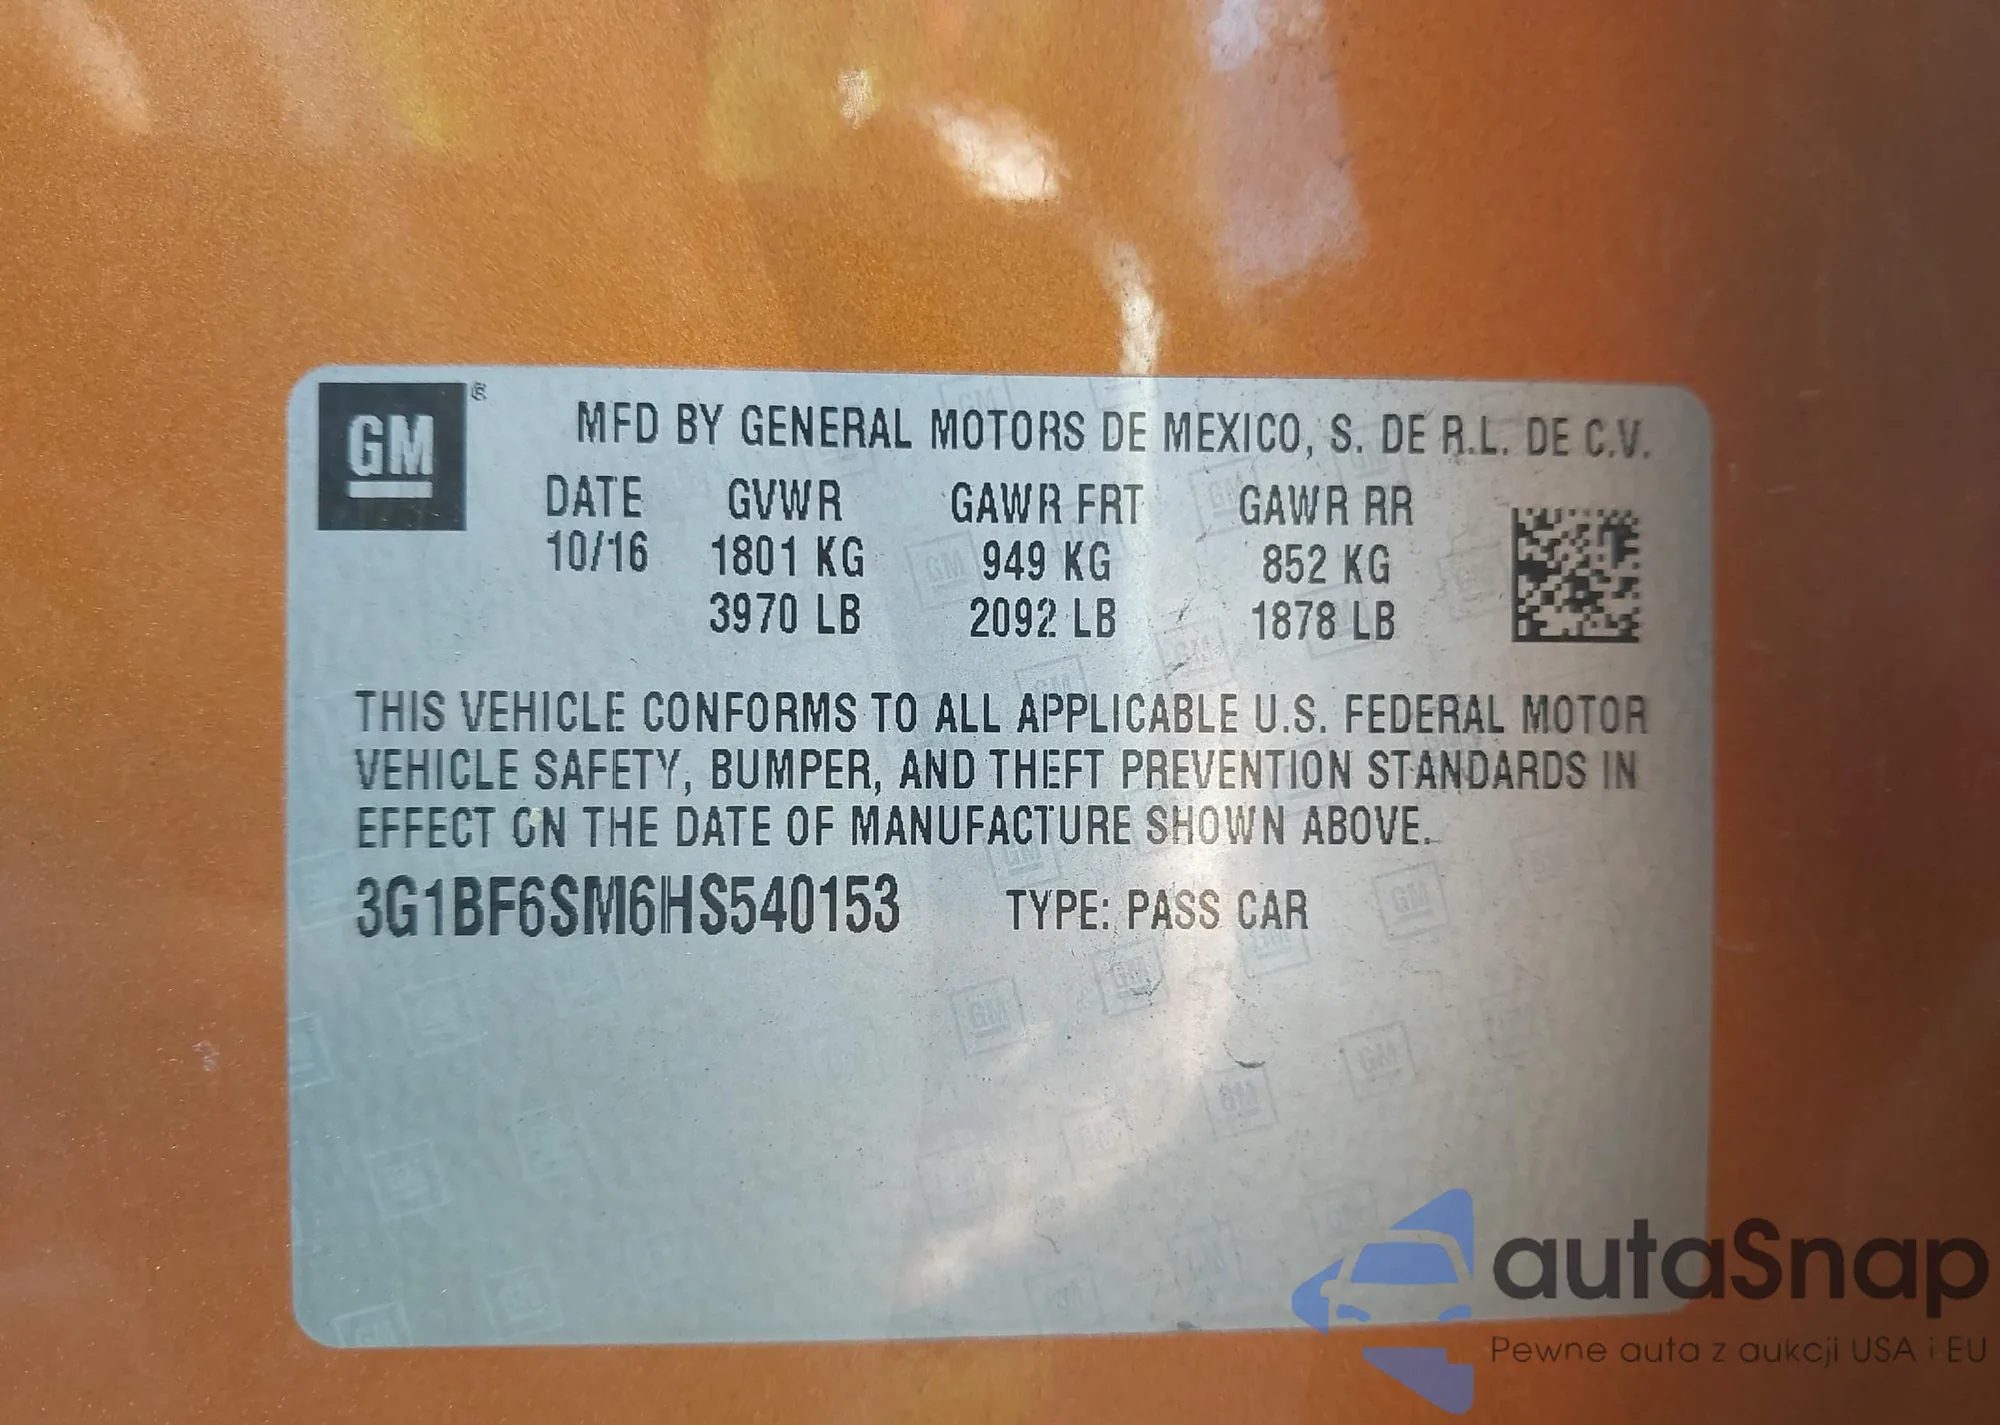 GM ®
MFD BY GENERAL MOTORS DE MEXICO, S. DE R.L. DE C.V.
DATE GVWR GAWR FRT GAWR RR
10/16 1801 KG 949 KG 852 KG
3970 LB 2092 LB 1878 LB
THIS VEHICLE CONFORMS TO ALL APPLICABLE U.S. FEDERAL MOTOR
VEHICLE SAFETY, BUMPER, AND THEFT PREVENTION STANDARDS IN
EFFECT ON THE DATE OF MANUFACTURE SHOWN ABOVE.
3G1BF6SM6HS540153 TYPE: PASS CAR
autaSnap
Pewne auta z aukcji USA i EU